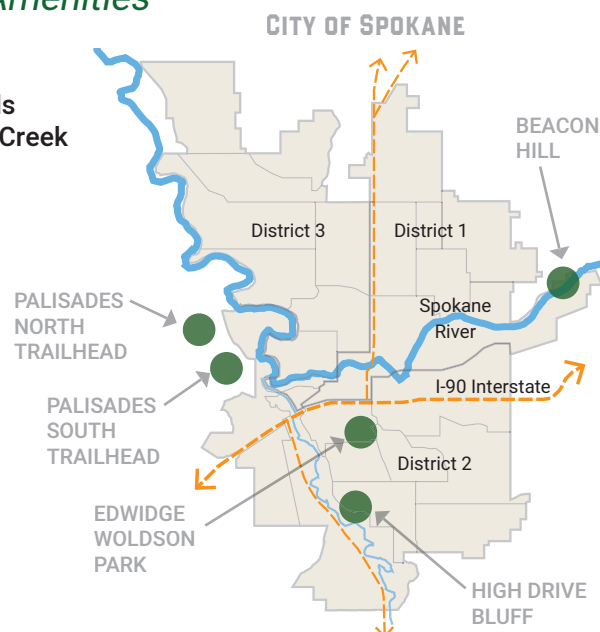 Amenities
CITY OF SPOKANE
Creek
BEACON
HILL
District 3
District 1
Spokane
River
PALISADES
NORTH
TRAILHEAD
I-90 Interstate
PALISADES
SOUTH
TRAILHEAD
District 2
EDWIDGE
WOLDSON
PARK
HIGH DRIVE
BLUFF